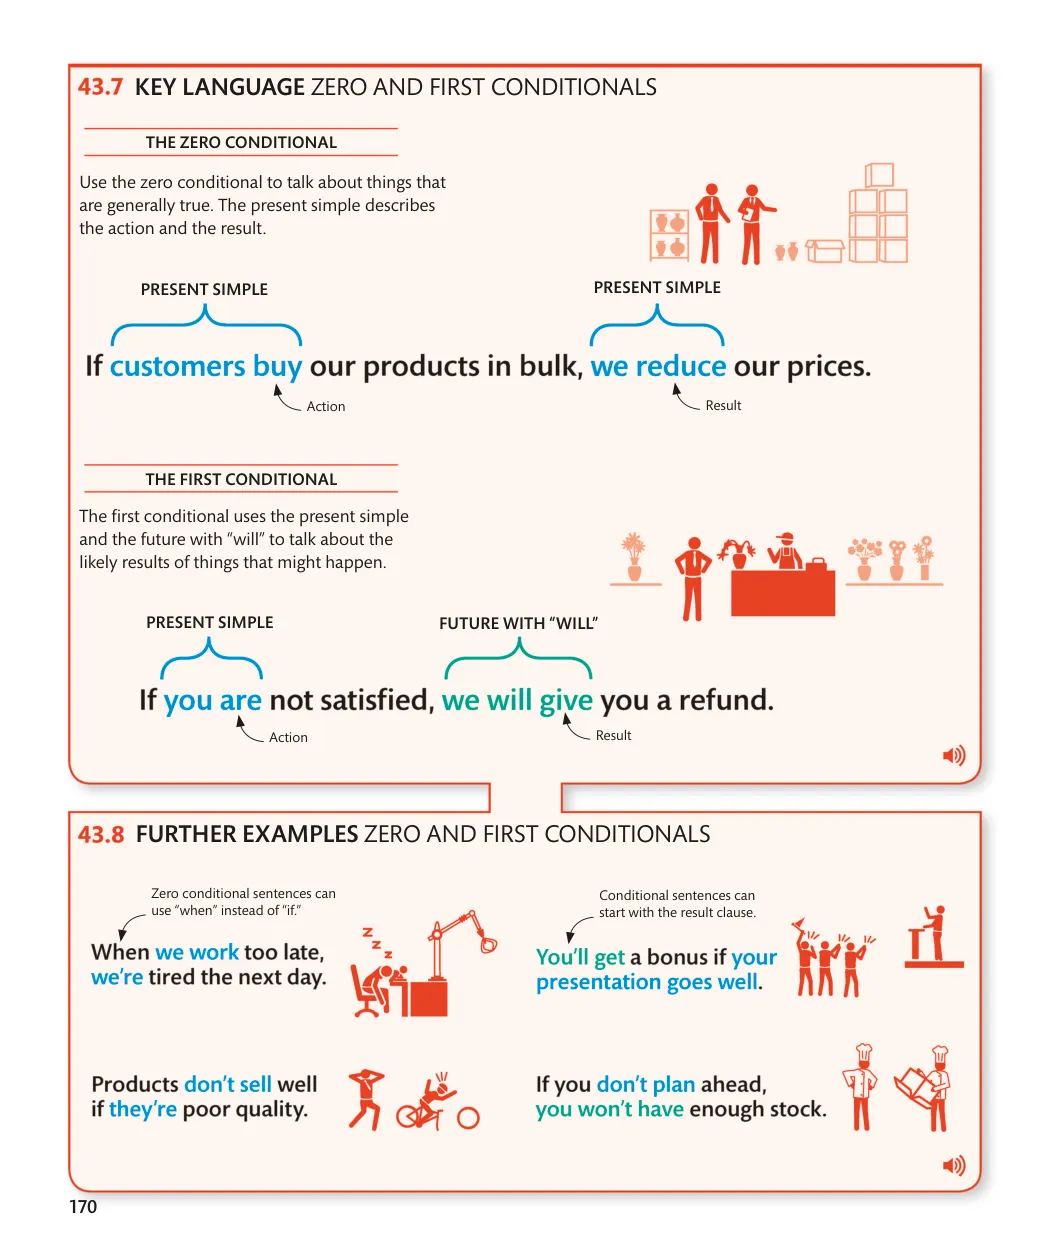 43.7 KEY LANGUAGE ZERO AND FIRST CONDITIONALS
THE ZERO CONDITIONAL
Use the zero conditional to talk about things that
are generally true. The present simple describes
the action and the result.
PRESENT SIMPLE
PRESENT SIMPLE
If customers buy our products in bulk, we reduce our prices.
Action
Result
THE FIRST CONDITIONAL
The first conditional uses the present simple
and the future with “will” to talk about the
likely results of things that might happen.
PRESENT SIMPLE
FUTURE WITH “WILL”
If you are not satisfied, we will give you a refund.
Action
Result
43.8 FURTHER EXAMPLES ZERO AND FIRST CONDITIONALS
Zero conditional sentences can
use “when” instead of “if.”
When we work too late,
we’re tired the next day.
z
z
z
Conditional sentences can
start with the result clause.
You’ll get a bonus if your
presentation goes well.
Products don’t sell well
if they’re poor quality.
If you don’t plan ahead,
you won’t have enough stock.
170